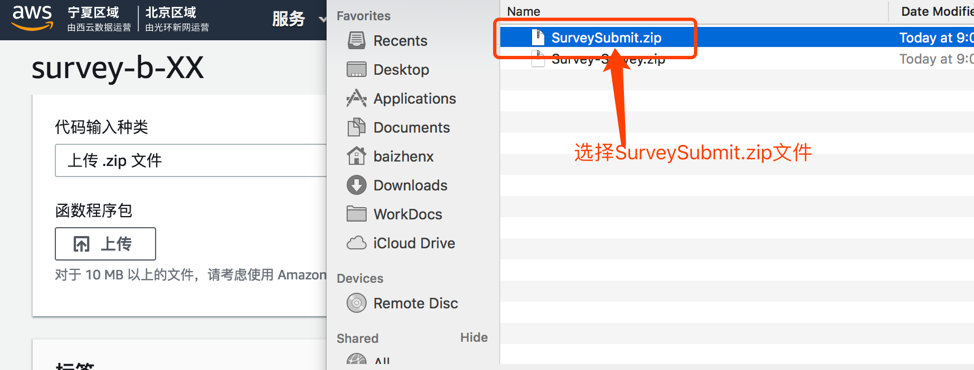 aws
宁夏区域
由西云数据运营
北京区域
由光环新网运营
服务
survey-b-XX
代码输入种类
上传 .zip 文件
函数程序包
上传
对于 10 MB 以上的文件，请考虑使用 Amazon
标签
Favorites
Recents
Desktop
Applications
Documents
baizhenx
Downloads
WorkDocs
iCloud Drive
Devices
Remote Disc
Shared
Hide
All
Name
Date Modifie
SurveySubmit.zip
Today at 9:0
Survey-Survey.zip
Today at 9:0
选择SurveySubmit.zip文件